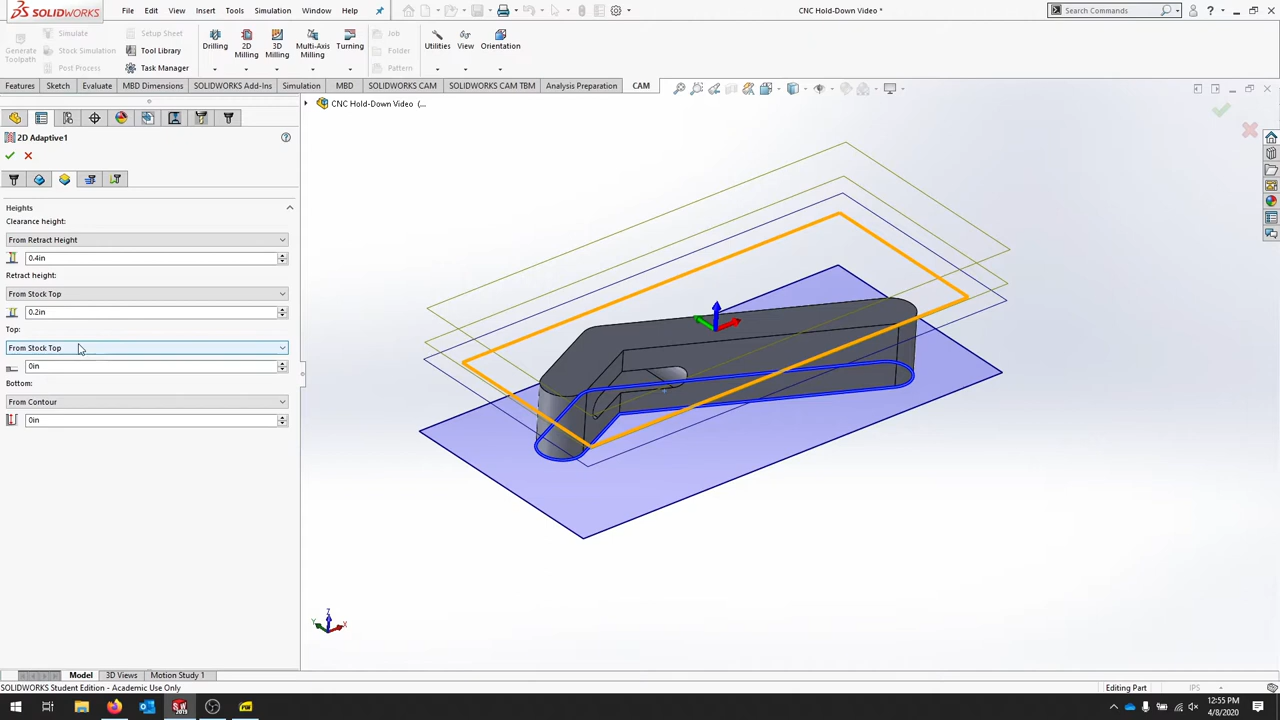 SOLIDWORKS File Edit View Insert Tools Simulation Window Help CNC Hold-Down Video * Search Commands
Generate Toolpath
Simulate
Stock Simulation
Post Process
Setup Sheet
Tool Library
Task Manager
Drilling
2D Milling
3D Milling
Multi-Axis Milling
Turning
Job
Folder
Pattern
Utilities
View
Orientation
Features Sketch Evaluate MBD Dimensions SOLIDWORKS Add-Ins Simulation MBD SOLIDWORKS CAM SOLIDWORKS CAM TBM Analysis Preparation CAM
CNC Hold-Down Video (...
2D Adaptive1
Heights
Clearance height:
From Retract Height
0.4in
Retract height:
From Stock Top
0.2in
Top:
From Stock Top
0in
Bottom:
From Contour
0in
Z
Y
X
Model 3D Views Motion Study 1
SOLIDWORKS Student Edition - Academic Use Only Editing Part IPS -
12:55 PM
4/8/2020